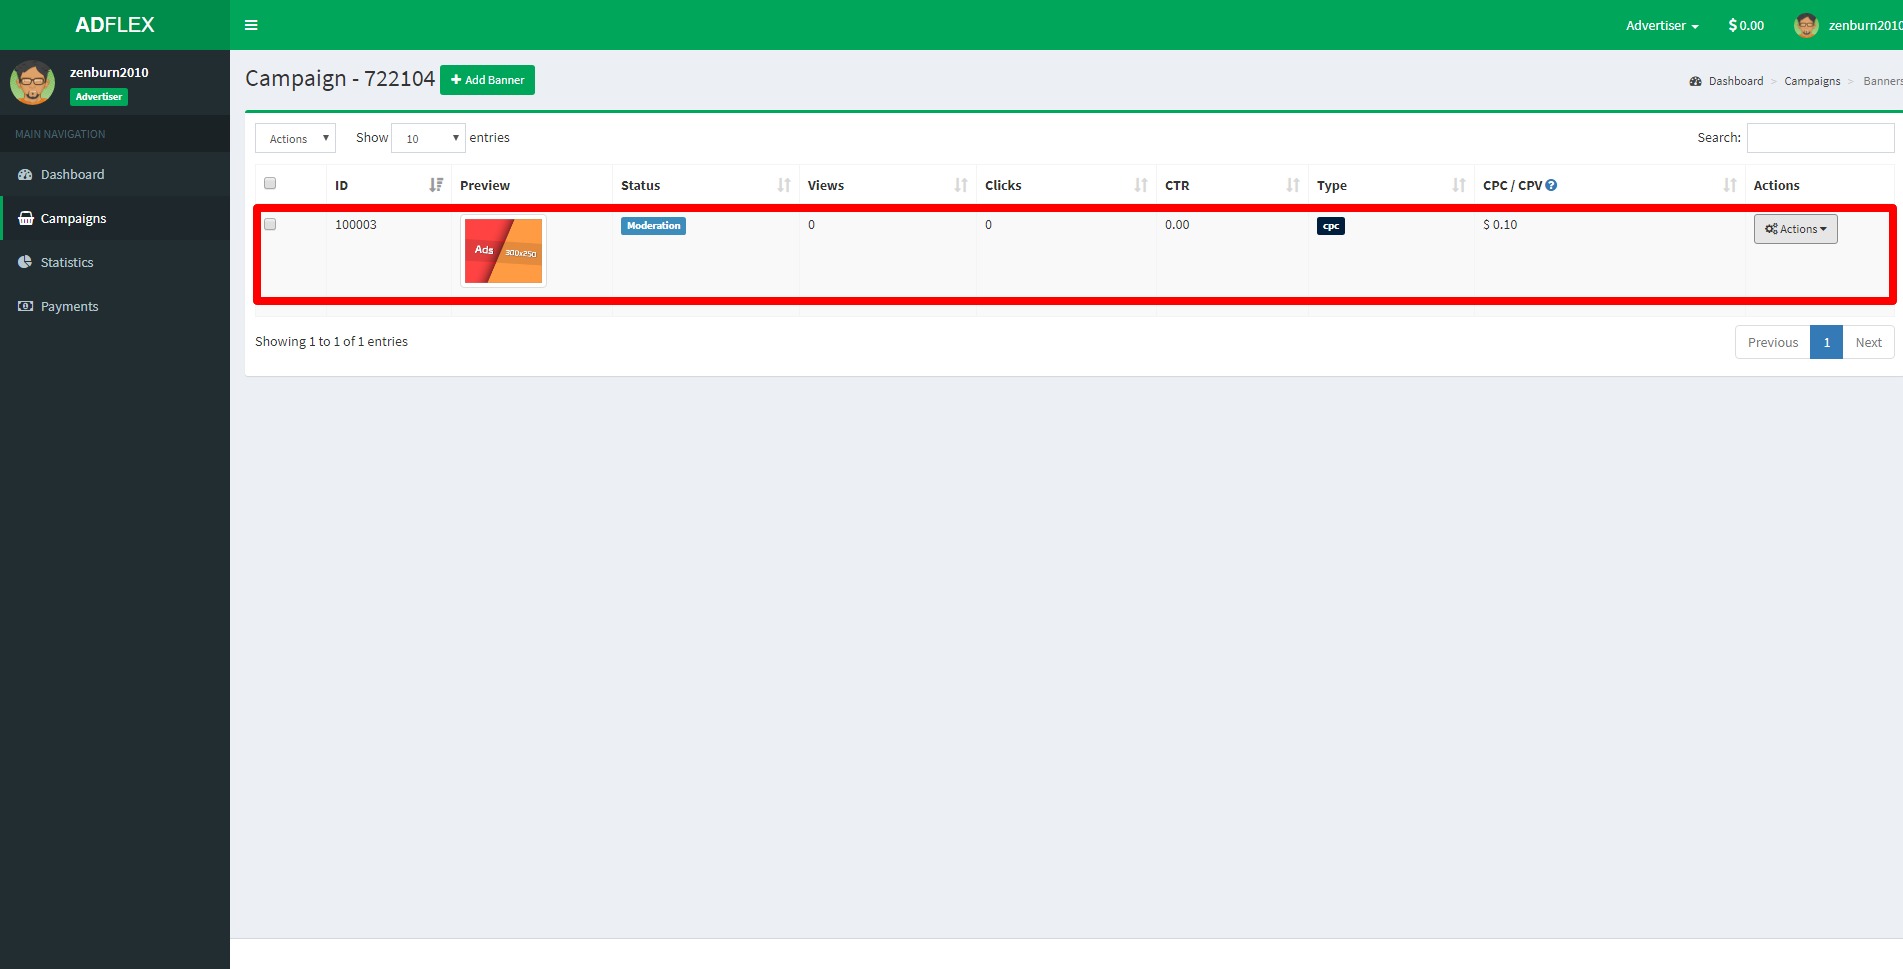 ADFLEX
Advertiser
$0.00
zenburn2010
zenburn2010
Advertiser
MAIN NAVIGATION
Dashboard
Campaigns
Statistics
Payments
Campaign - 722104
Add Banner
Dashboard > Campaigns > Banners
Actions
Show 10 entries
Search:
ID Preview Status Views Clicks CTR Type CPC / CPV ? Actions
100003 Ads 300x250 Moderation 0 0 0.00 cpc $ 0.10 Actions
Showing 1 to 1 of 1 entries
Previous 1 Next